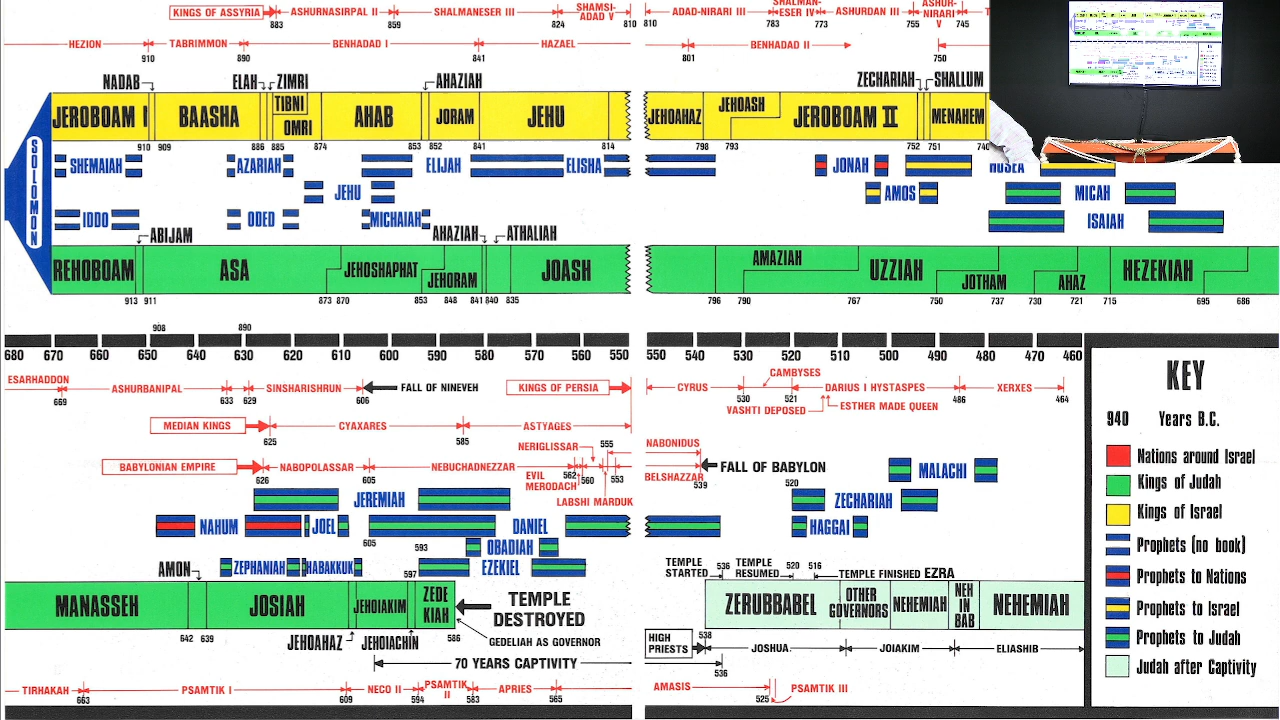 KINGS OF ASSYRIA ASHURNASIRPAL II SHALMANESER III SHAMSI-ADAD V
883 859 824 810
810 ADAD-NIRARI III ESER IV ASHURDAN III ASHUR-NIRARI V
783 773 755 745
HEZION TABRIMMON BENHADAD I HAZAEL BENHADAD II
910 890 841 801 750
NADAB ELAH ZIMRI AHAZIAH ZECHARIAH SHALLUM
JEROBOAM I BAASHA TIBNI OMRI AHAB JORAM JEHU JEHOAHAZ JEHOASH JEROBOAM II MENAHEM
910 909 886 885 874 853 852 841 814 798 793 752 751 740
SOLOMON
SHEMAIAH AZARIAH ELIJAH ELISHA JONAH HOSEA
JEHU AMOS MICAH
IDDO ODED MICHAIAH ISAIAH
ABIJAM AHAZIAH ATHALIAH
REHOBOAM ASA JEHOSHAPHAT JEHORAM JOASH AMAZIAH UZZIAH JOTHAM AHAZ HEZEKIAH
913 911 873 870 853 848 841 840 835 796 790 767 750 737 730 721 715 695 686
908 890
680 670 660 650 640 630 620 610 600 590 580 570 560 550
550 540 530 520 510 500 490 480 470 460
ESARHADDON ASHURBANIPAL SINSHARISHRUN FALL OF NINEVEH KINGS OF PERSIA
669 633 629 606
CYRUS CAMBYSES DARIUS I HYSTASPES XERXES
530 521 486 464
VASHTI DEPOSED ESTHER MADE QUEEN
MEDIAN KINGS CYAXARES ASTYAGES
625 585
BABYLONIAN EMPIRE NABOPOLASSAR NEBUCHADNEZZAR NERIGLISSAR 555 NABONIDUS
626 605 EVIL MERODACH 562 560 553 LABSHI MARDUK BELSHAZZAR 539 FALL OF BABYLON
JEREMIAH 520 MALACHI
ZECHARIAH
NAHUM JOEL DANIEL HAGGAI
605 593 OBADIAH
ZEPHANIAH HABAKKUK EZEKIEL
AMON 597
TEMPLE STARTED 536 TEMPLE RESUMED 520 516 TEMPLE FINISHED EZRA
MANASSEH JOSIAH JEHOIAKIM ZEDEKIAH TEMPLE DESTROYED
ZERUBBABEL OTHER GOVERNORS NEHEMIAH NEH IN BAB NEHEMIAH
642 639 JEHOAHAZ JEHOIACHIN 586 GEDELIAH AS GOVERNOR
HIGH PRIESTS 538 JOSHUA JOIAKIM ELIASHIB
70 YEARS CAPTIVITY 536
TIRHAKAH PSAMTIK I NECO II PSAMTIK II APRIES AMASIS PSAMTIK III
663 609 594 583 565 525
KEY
940 Years B.C.
Nations around Israel
Kings of Judah
Kings of Israel
Prophets (no book)
Prophets to Nations
Prophets to Israel
Prophets to Judah
Judah after Captivity